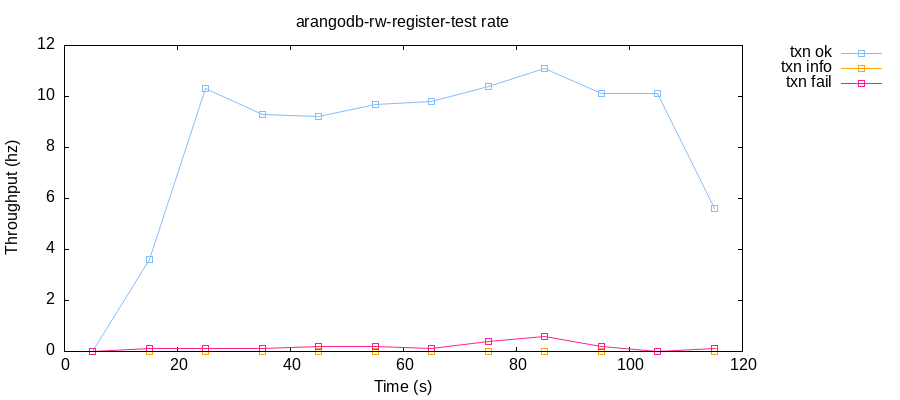 arangodb-rw-register-test rate
txn ok
txn info
txn fail
12
10
8
6
4
2
0
Throughput (hz)
0 20 40 60 80 100 120
Time (s)